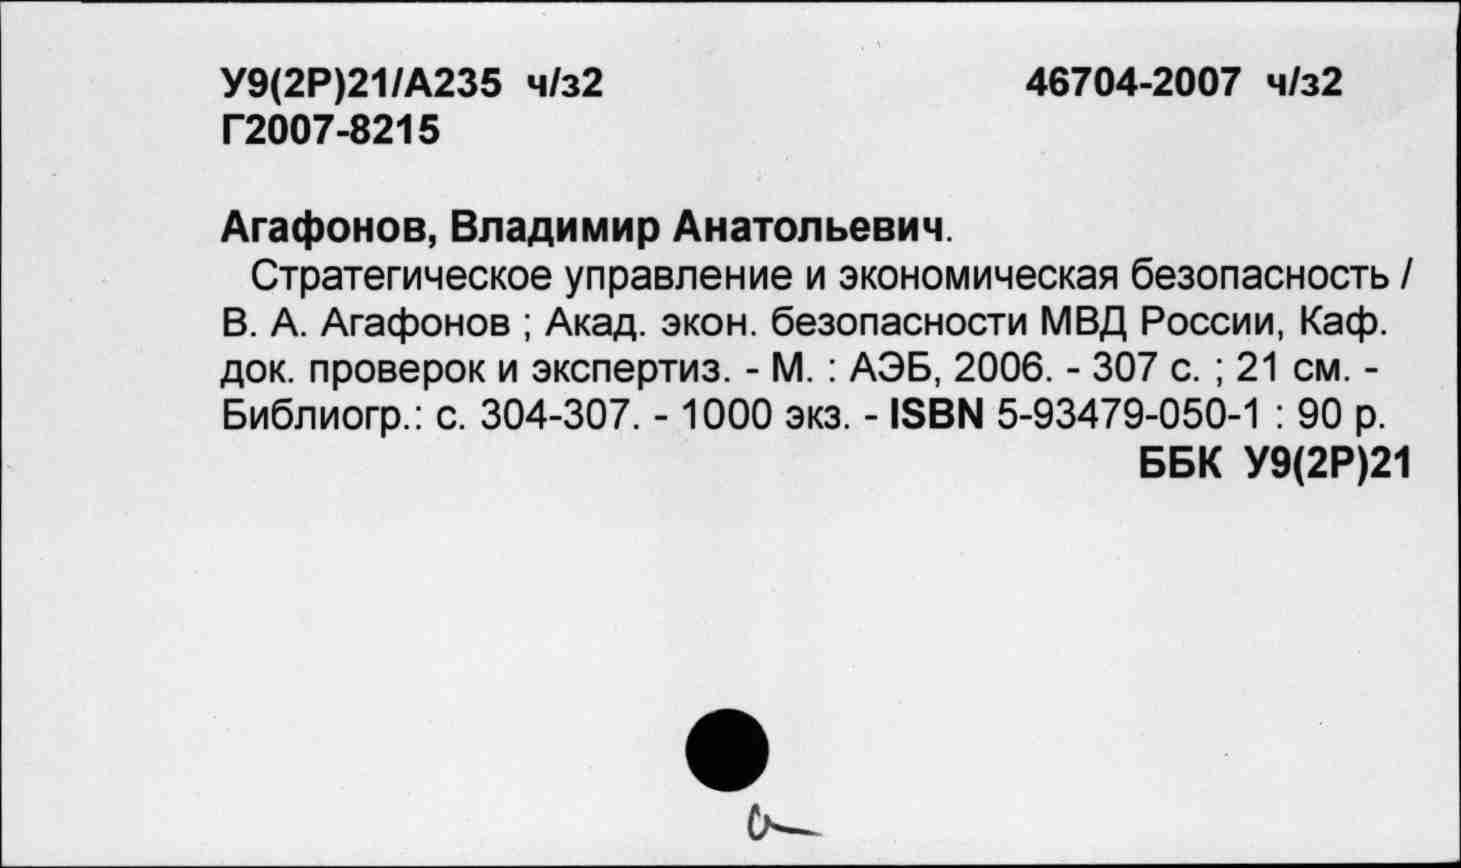 У9(2Р)21/А235 ч/з2 46704-2007 ч/з2
Г2007-8215
Агафонов, Владимир Анатольевич.
Стратегическое управление и экономическая безопасность /
В. А. Агафонов ; Акад. экон. безопасности МВД России, Каф.
док. проверок и экспертиз. - М. : АЭБ, 2006. - 307 с. ; 21 см. -
Библиогр.: с. 304-307. - 1000 экз. - ISBN 5-93479-050-1 : 90 р.
ББК У9(2Р)21